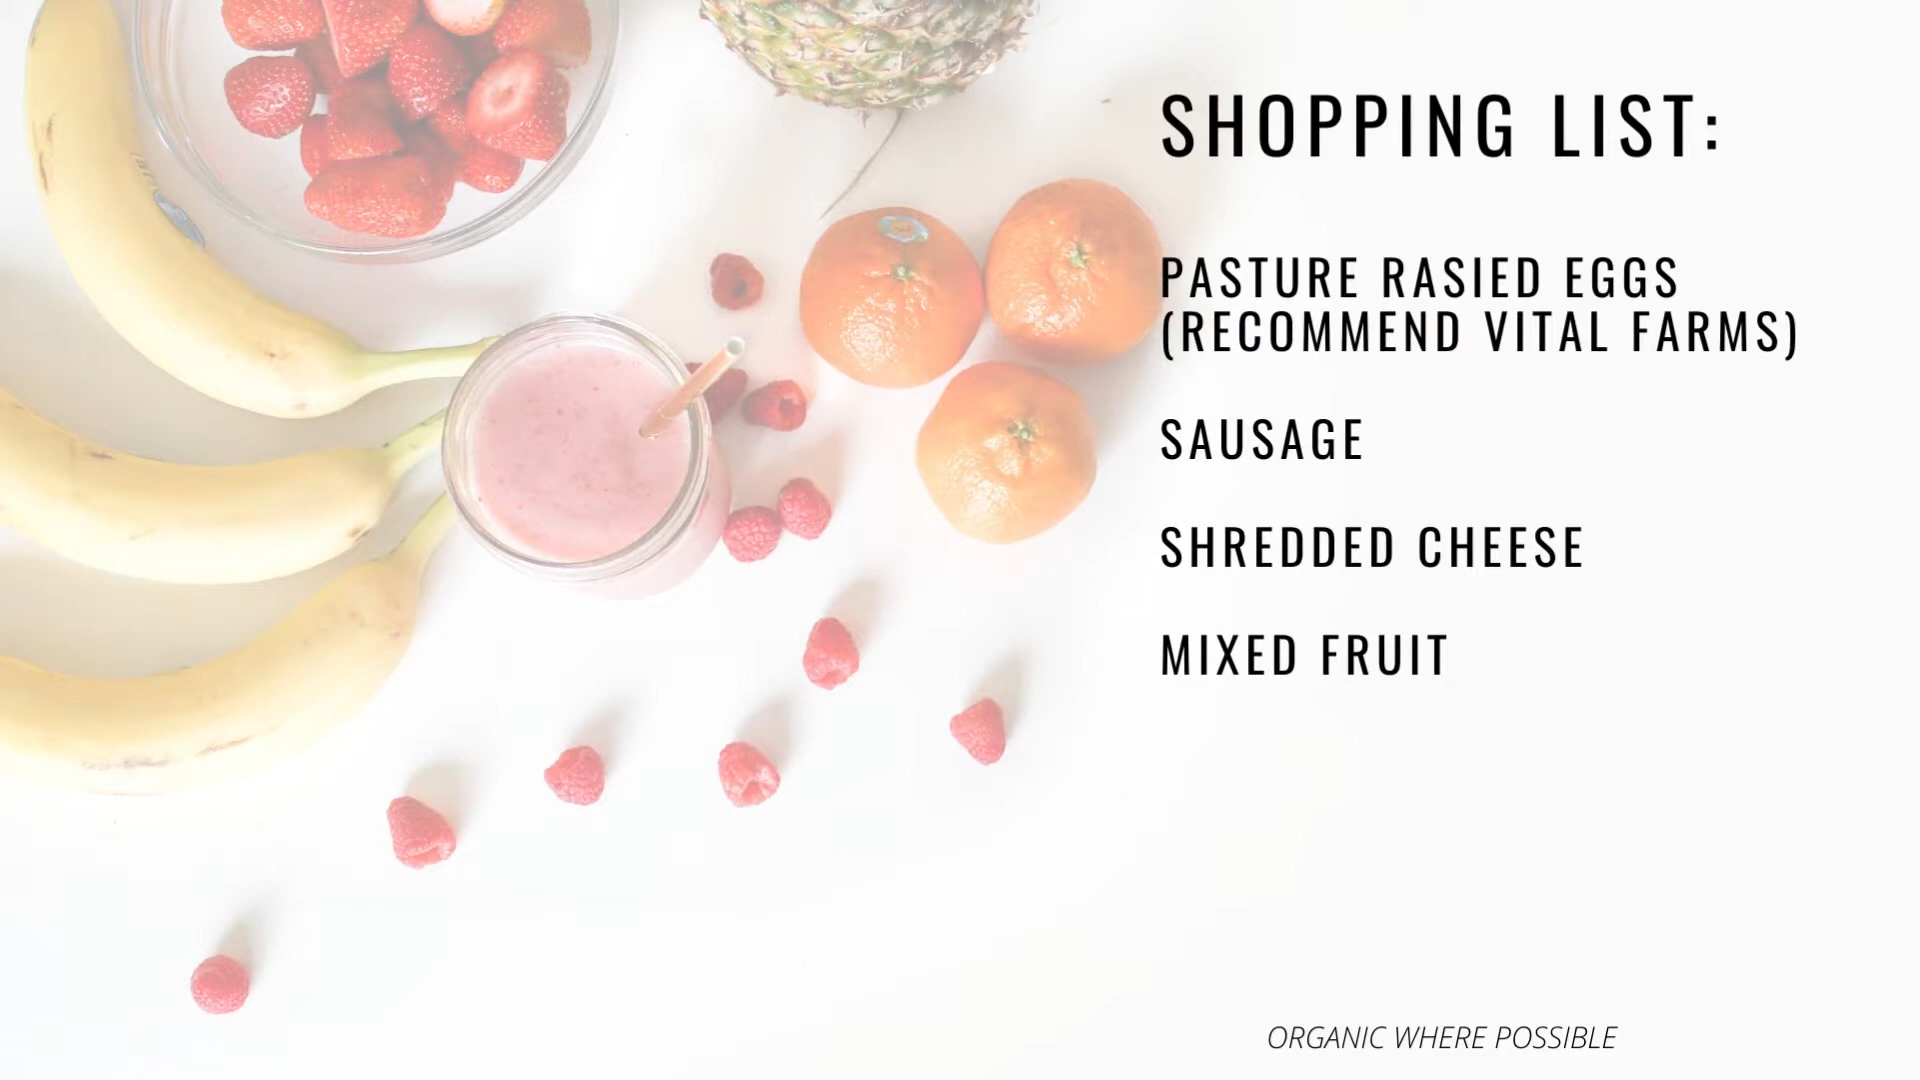 SHOPPING LIST:
PASTURE RASIED EGGS
(RECOMMEND VITAL FARMS)
SAUSAGE
SHREDDED CHEESE
MIXED FRUIT
ORGANIC WHERE POSSIBLE